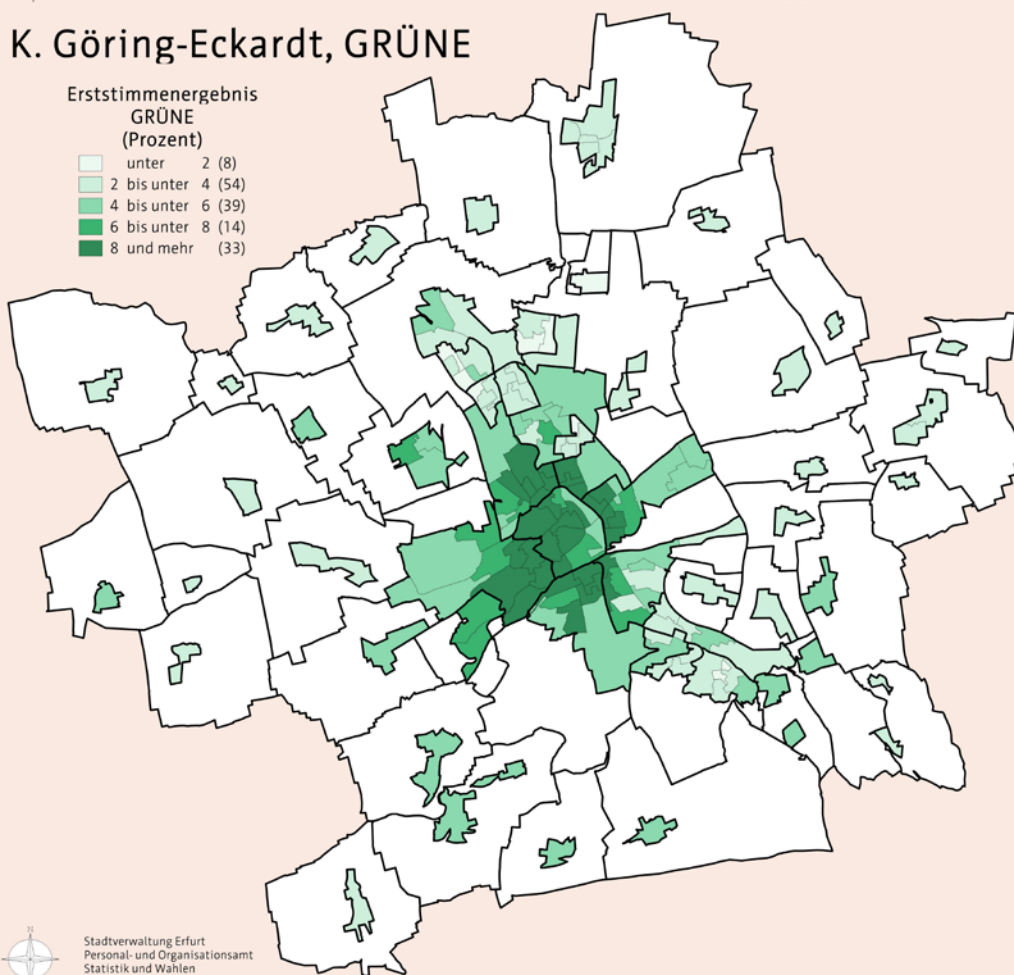 K. Göring-Eckardt, GRÜNE
Erststimmenergebnis
GRÜNE
(Prozent)
unter 2 (8)
2 bis unter 4 (54)
4 bis unter 6 (39)
6 bis unter 8 (14)
8 und mehr (33)
N
Stadtverwaltung Erfurt
Personal- und Organisationsamt
Statistik und Wahlen